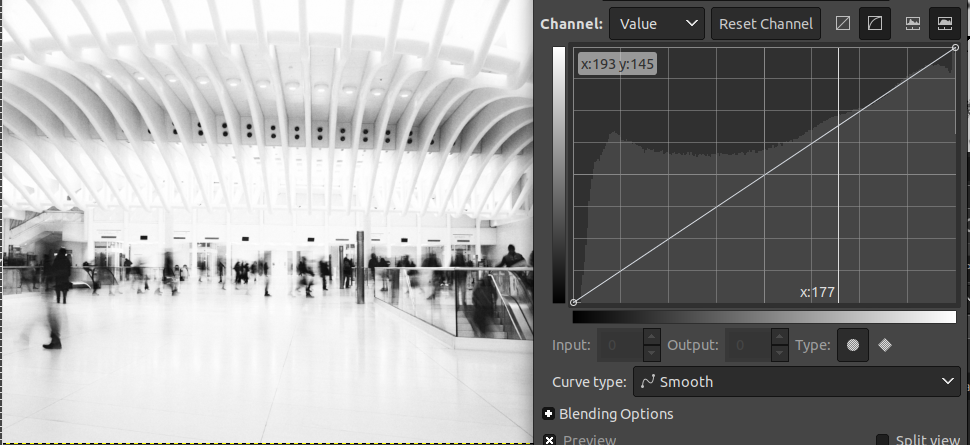 Channel: Value Reset Channel
x:193 y:145
x:177
Input: 0 Output: 0 Type:
Curve type: Smooth
Blending Options
Preview Split view